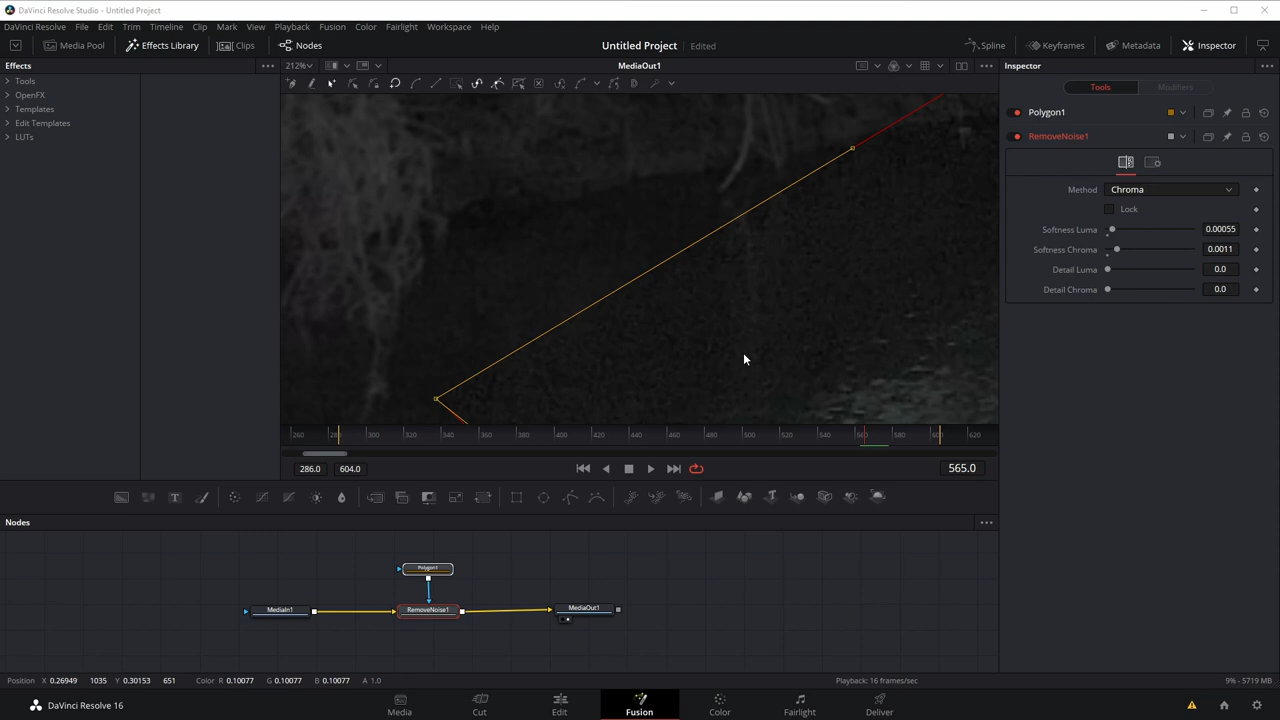 DaVinci Resolve Studio - Untitled Project
DaVinci Resolve File Edit Trim Timeline Clip Mark View Playback Fusion Color Fairlight Workspace Help
Media Pool Effects Library Clips Nodes Untitled Project Edited Spline Keyframes Metadata Inspector
Effects 212% MediaOut1 Inspector
Tools
OpenFX
Templates
Edit Templates
LUTs
Tools Modifiers
Polygon1
RemoveNoise1
Method Chroma
Lock
Softness Luma 0.00055
Softness Chroma 0.0011
Detail Luma 0.0
Detail Chroma 0.0
260 280 300 320 340 360 380 400 420 440 460 480 500 520 540 560 580 600 620
286.0 604.0 565.0
Nodes
Polygon1
MediaIn1 RemoveNoise1 MediaOut1
Position X 0.26949 1035 Y 0.30153 651 Color R 0.10077 G 0.10077 B 0.10077 A 1.0 Playback: 16 frames/sec 9% - 5719 MB
DaVinci Resolve 16 Media Cut Edit Fusion Color Fairlight Deliver